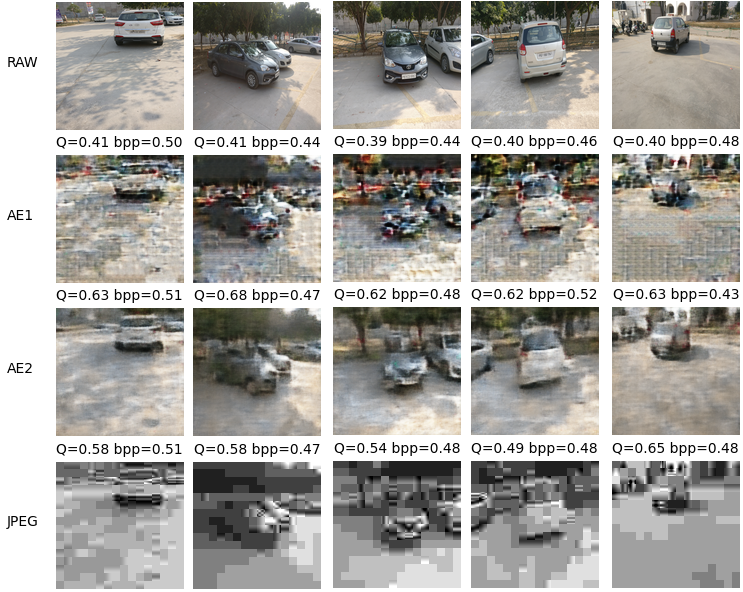 RAW
Q=0.41 bpp=0.50 Q=0.41 bpp=0.44 Q=0.39 bpp=0.44 Q=0.40 bpp=0.46 Q=0.40 bpp=0.48
AE1
Q=0.63 bpp=0.51 Q=0.68 bpp=0.47 Q=0.62 bpp=0.48 Q=0.62 bpp=0.52 Q=0.63 bpp=0.43
AE2
Q=0.58 bpp=0.51 Q=0.58 bpp=0.47 Q=0.54 bpp=0.48 Q=0.49 bpp=0.48 Q=0.65 bpp=0.48
JPEG